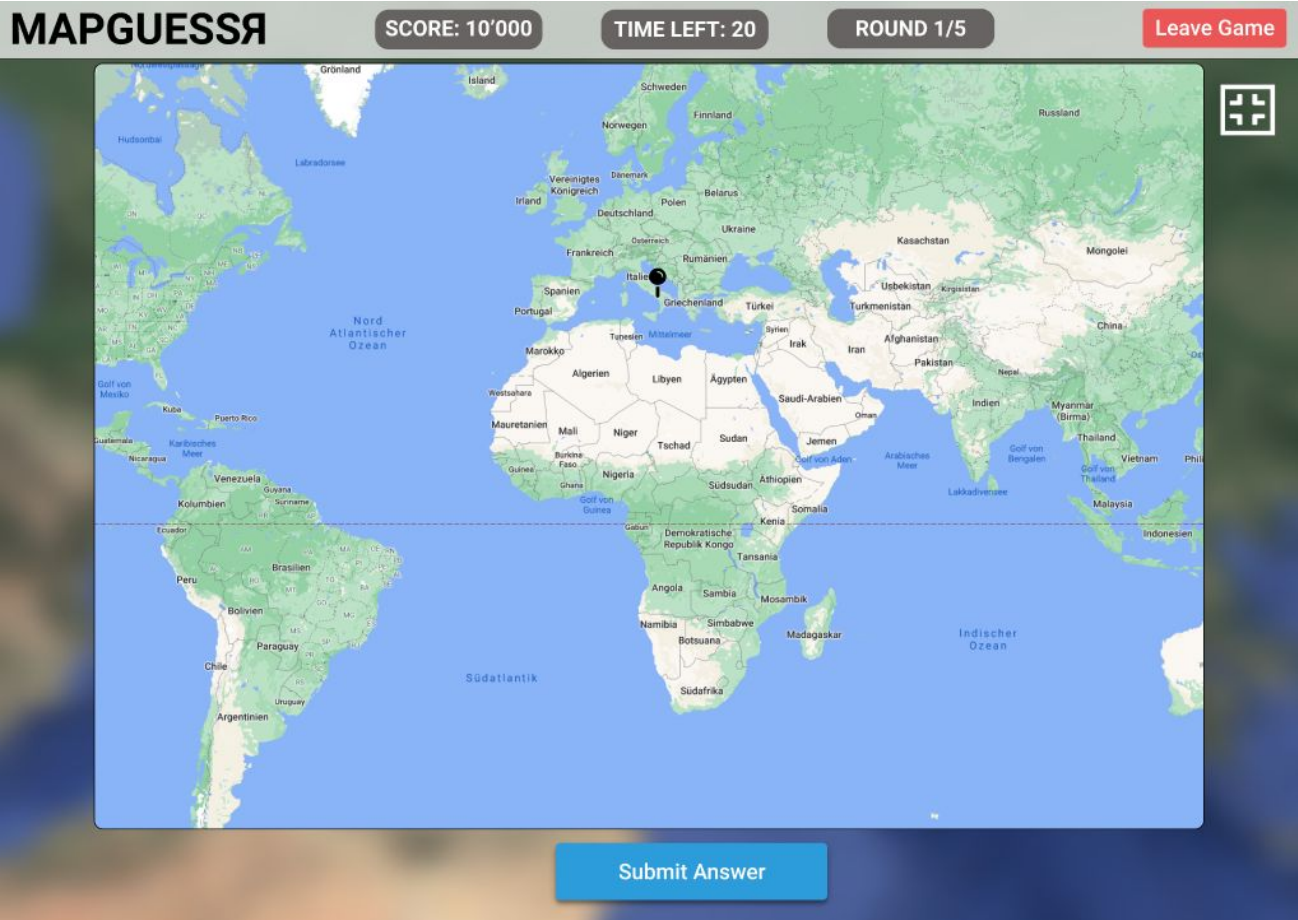 MAPGUESSЯ
SCORE: 10'000
TIME LEFT: 20
ROUND 1/5
Leave Game
Grönland
Island
Schweden
Finnland
Norwegen
Russland
Hudsonbai
Labradorsee
Vereinigtes
Königreich
Dänemark
Irland
Belarus
Polen
Deutschland
Ukraine
Österreich
Frankreich
Rumänien
Kasachstan
Mongolei
Italie
Spanien
Portugal
Griechenland
Türkei
Usbekistan
Kirgisistan
Turkmenistan
Nord
Atlantischer
Ozean
Tunesien
Mittelmeer
Syrien
Irak
Iran
Afghanistan
China
Marokko
Pakistan
Nepal
Algerien
Libyen
Ägypten
Golf von
Mexiko
Westsahara
Saudi-Arabien
Oman
Indien
Myanmar
(Birma)
Kuba
Puerto Rico
Mauretanien
Mali
Niger
Tschad
Sudan
Jemen
Thailand
Guatemala
Karibisches
Meer
Nicaragua
Burkina
Faso
Golf von Aden
Arabisches
Meer
Golf von
Bengalen
Vietnam
Phili
Guinea
Ghana
Nigeria
Südsudan
Äthiopien
Golf von
Thailand
Venezuela
Guyana
Suriname
Kolumbien
Golf von
Guinea
Lakkadivensee
Malaysia
Somalia
Kenia
Ecuador
Gabun
Demokratische
Republik Kongo
Indonesien
Tansania
Brasilien
Peru
Angola
Sambia
Mosambik
Bolivien
Namibia
Simbabwe
Botsuana
Madagaskar
Indischer
Ozean
Paraguay
Chile
Südatlantik
Südafrika
Uruguay
Argentinien
Submit Answer